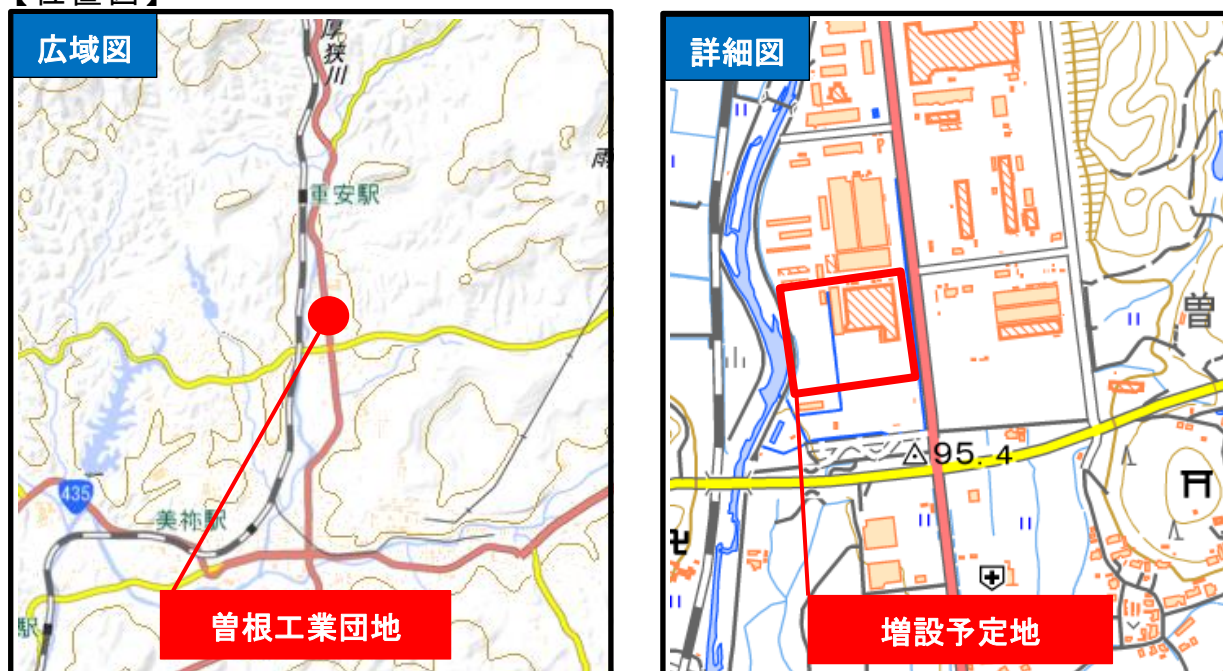 【位置図】
広域図
厚狭川
雨
重安駅
435
美祢駅
駅
曽根工業団地
詳細図
曽
95.4
増設予定地